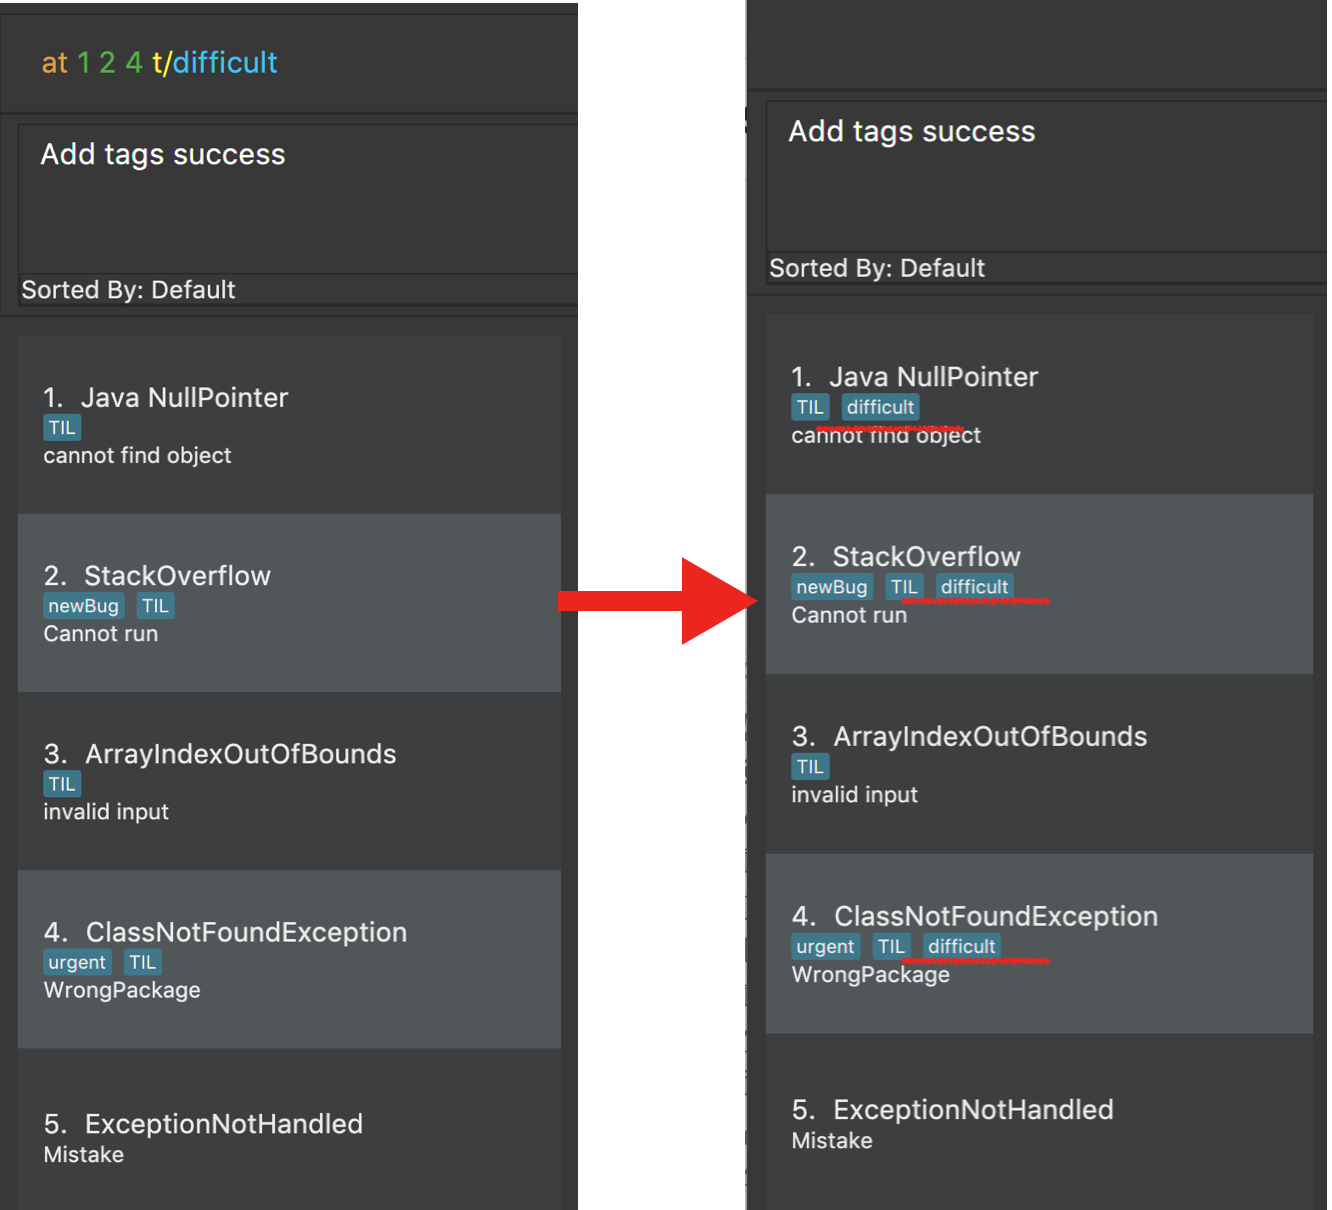 at 1 2 4 t/difficult
Add tags success
Sorted By: Default
1. Java NullPointer
TIL
cannot find object
2. StackOverflow
newBug TIL
Cannot run
3. ArrayIndexOutOfBounds
TIL
invalid input
4. ClassNotFoundException
urgent TIL
WrongPackage
5. ExceptionNotHandled
Mistake
Add tags success
Sorted By: Default
1. Java NullPointer
TIL difficult
cannot find object
2. StackOverflow
newBug TIL difficult
Cannot run
3. ArrayIndexOutOfBounds
TIL
invalid input
4. ClassNotFoundException
urgent TIL difficult
WrongPackage
5. ExceptionNotHandled
Mistake